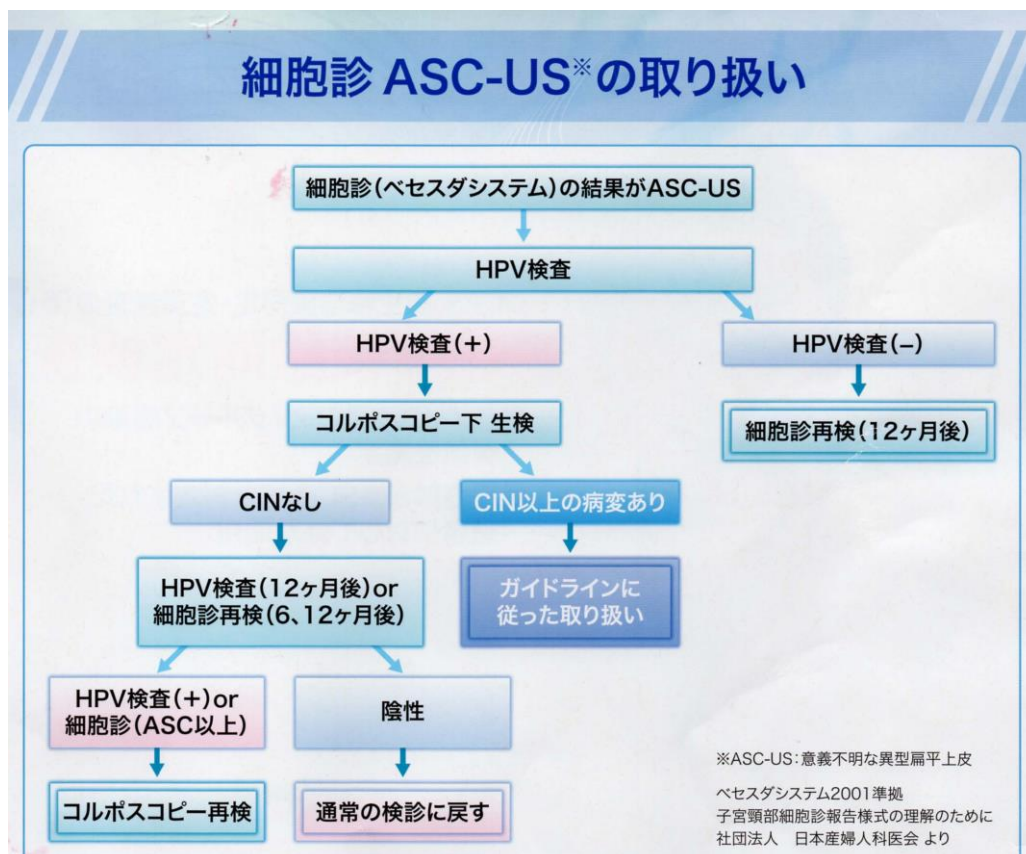 細胞診 ASC-US※の取り扱い
細胞診(ベセスダシステム)の結果がASC-US
HPV検査
HPV検査(+)
HPV検査(−)
コルポスコピー下 生検
細胞診再検(12ヶ月後)
CINなし
CIN以上の病変あり
HPV検査(12ヶ月後)or
細胞診再検(6、12ヶ月後)
ガイドラインに
従った取り扱い
HPV検査(+)or
細胞診(ASC以上)
陰性
コルポスコピー再検
通常の検診に戻す
※ASC-US:意義不明な異型扁平上皮
ベセスダシステム2001準拠
子宮頸部細胞診報告様式の理解のために
社団法人 日本産婦人科医会 より